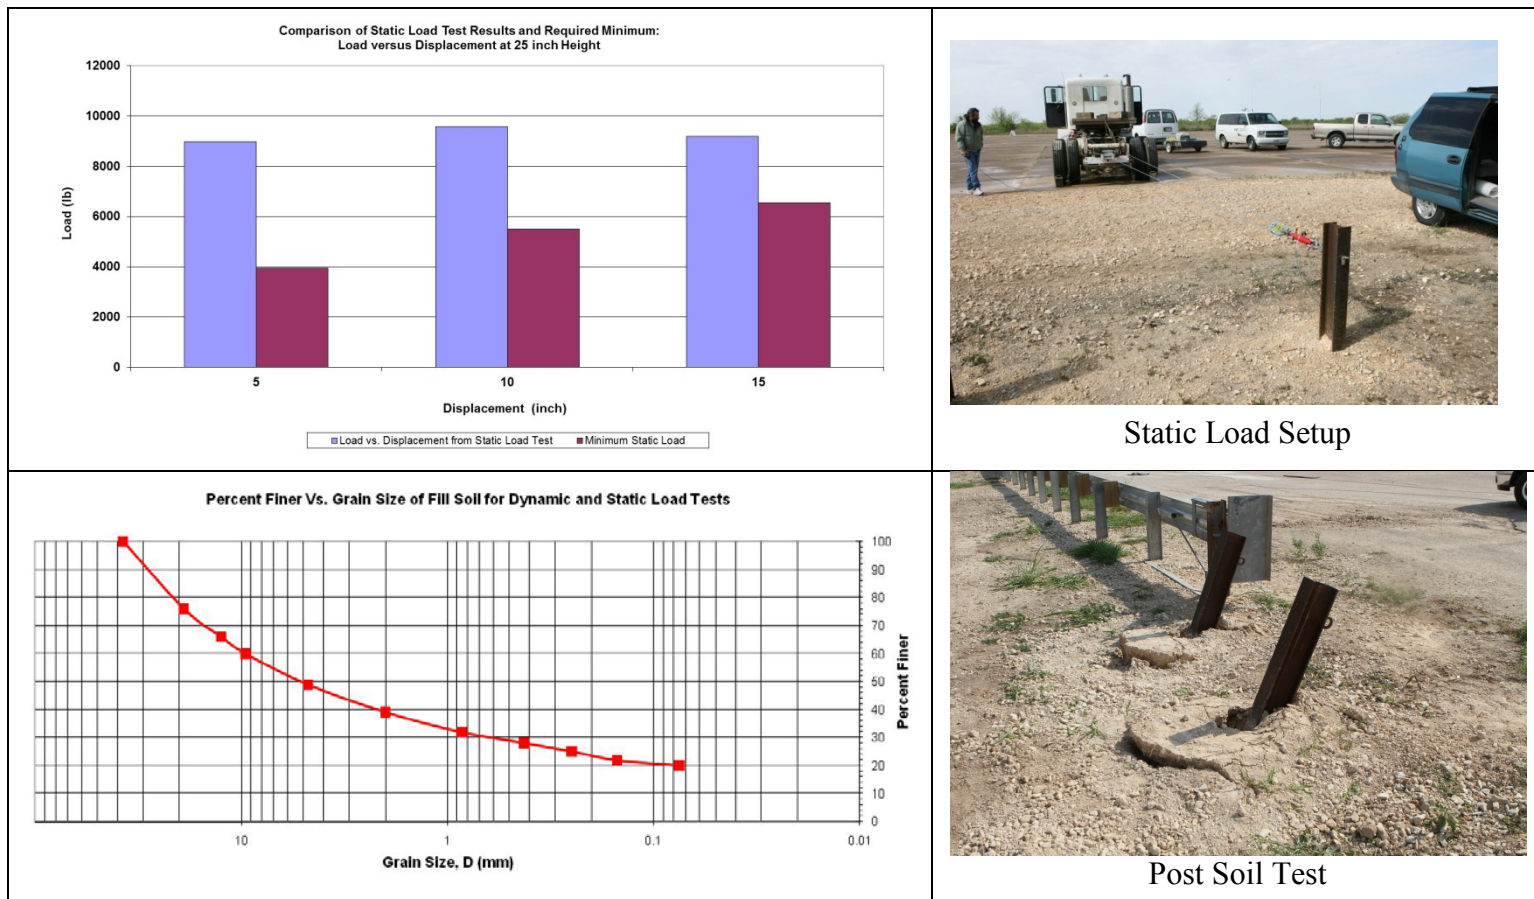 Comparison of Static Load Test Results and Required Minimum:
Load versus Displacement at 25 inch Height
12000
10000
8000
6000
4000
2000
0
Load (lb)
5 10 15
Displacement (inch)
Load vs. Displacement from Static Load Test Minimum Static Load
Static Load Setup
Percent Finer Vs. Grain Size of Fill Soil for Dynamic and Static Load Tests
100
90
80
70
60
50
40
30
20
10
0
Percent Finer
10 1 0.1 0.01
Grain Size, D (mm)
Post Soil Test